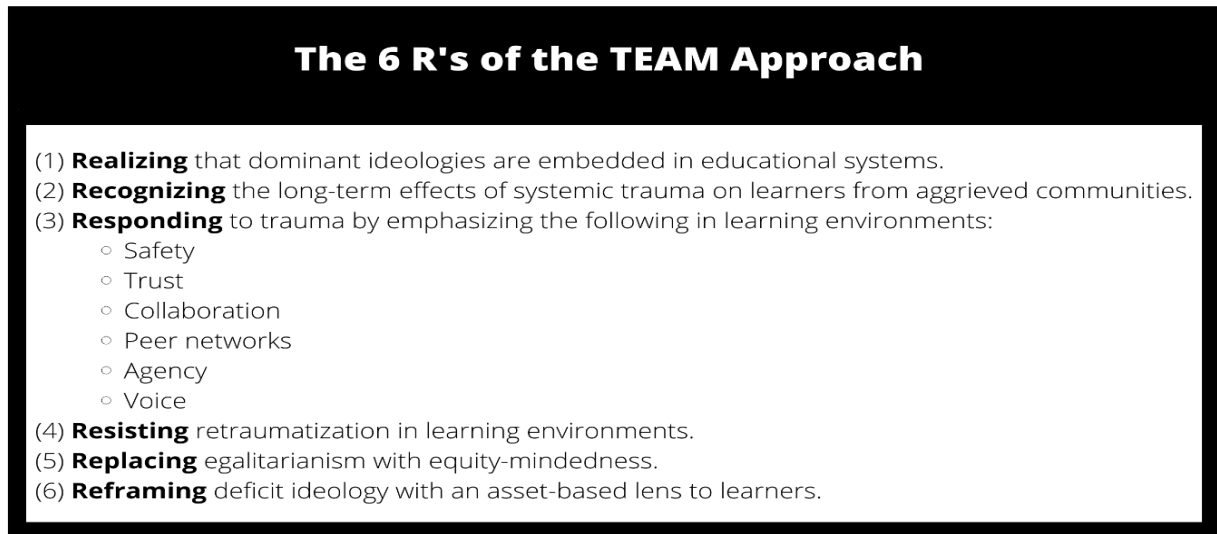 The 6 R's of the TEAM Approach
(1) Realizing that dominant ideologies are embedded in educational systems.
(2) Recognizing the long-term effects of systemic trauma on learners from aggrieved communities.
(3) Responding to trauma by emphasizing the following in learning environments:
○ Safety
○ Trust
○ Collaboration
○ Peer networks
○ Agency
○ Voice
(4) Resisting retraumatization in learning environments.
(5) Replacing egalitarianism with equity-mindedness.
(6) Reframing deficit ideology with an asset-based lens to learners.